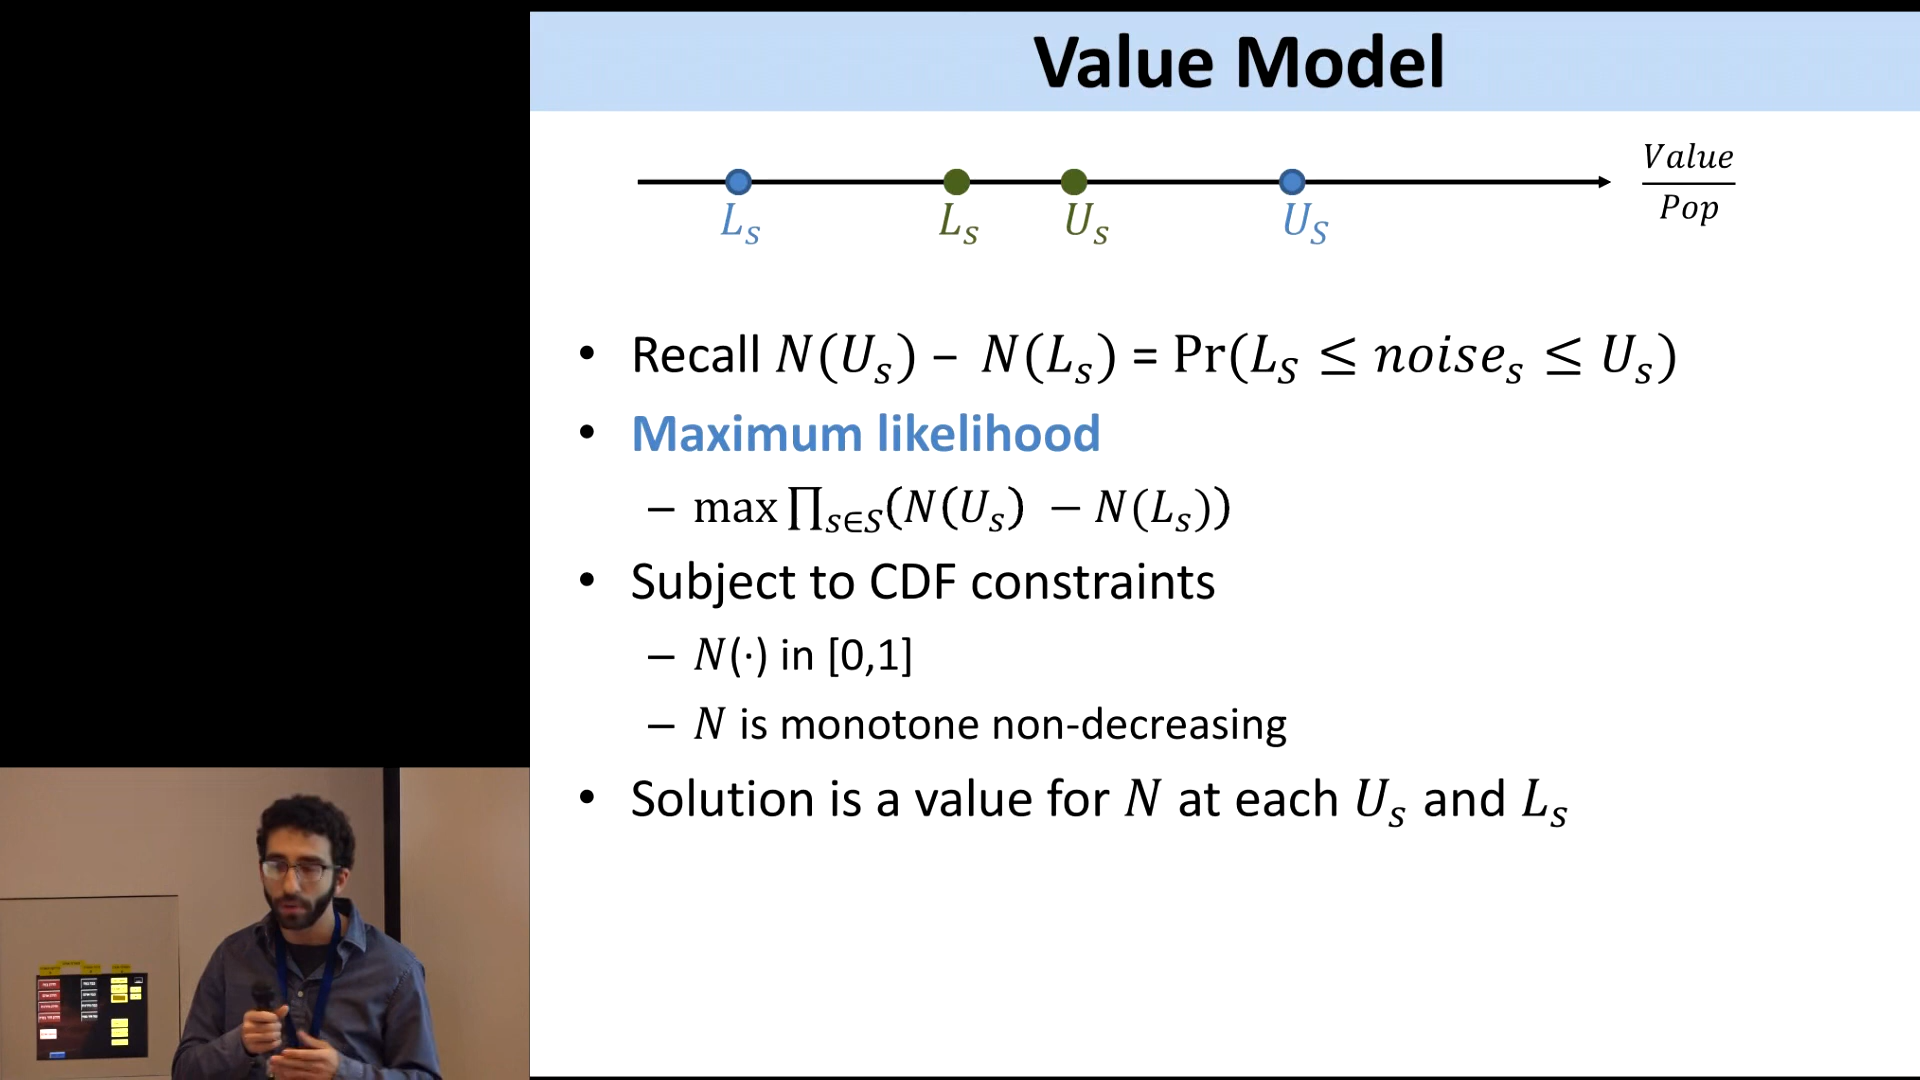 Value Model
Value
Pop
L_s L_s U_s U_S
• Recall N(U_s) – N(L_s) = Pr(L_S ≤ noise_s ≤ U_s)
• Maximum likelihood
– max ∏_{s∈S}(N(U_s) − N(L_s))
• Subject to CDF constraints
– N(·) in [0,1]
– N is monotone non-decreasing
• Solution is a value for N at each U_s and L_s